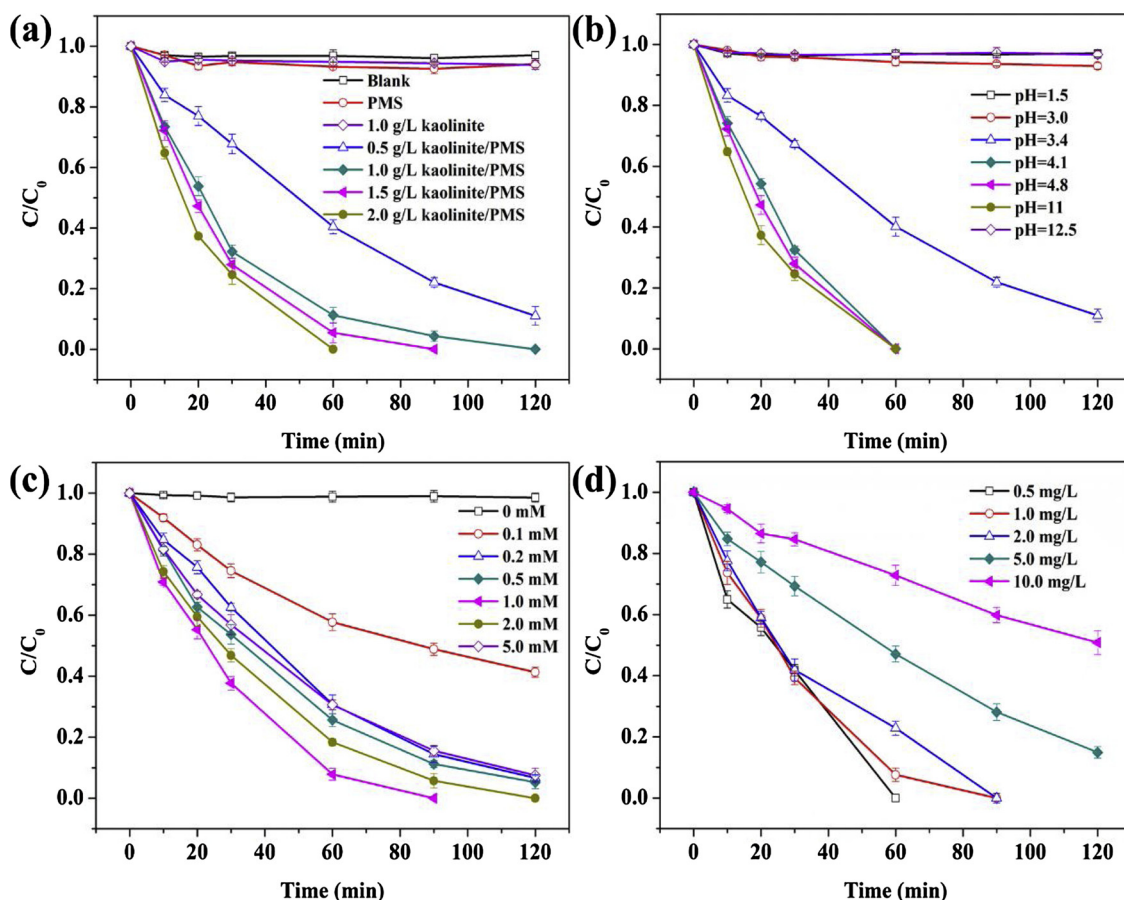 (a)
1.0
0.8
0.6
0.4
0.2
0.0
C/C0
Blank
PMS
1.0 g/L kaolinite
0.5 g/L kaolinite/PMS
1.0 g/L kaolinite/PMS
1.5 g/L kaolinite/PMS
2.0 g/L kaolinite/PMS
0 20 40 60 80 100 120
Time (min)
(b)
1.0
0.8
0.6
0.4
0.2
0.0
C/C0
pH=1.5
pH=3.0
pH=3.4
pH=4.1
pH=4.8
pH=11
pH=12.5
0 20 40 60 80 100 120
Time (min)
(c)
1.0
0.8
0.6
0.4
0.2
0.0
C/C0
0 mM
0.1 mM
0.2 mM
0.5 mM
1.0 mM
2.0 mM
5.0 mM
0 20 40 60 80 100 120
Time (min)
(d)
1.0
0.8
0.6
0.4
0.2
0.0
C/C0
0.5 mg/L
1.0 mg/L
2.0 mg/L
5.0 mg/L
10.0 mg/L
0 20 40 60 80 100 120
Time (min)